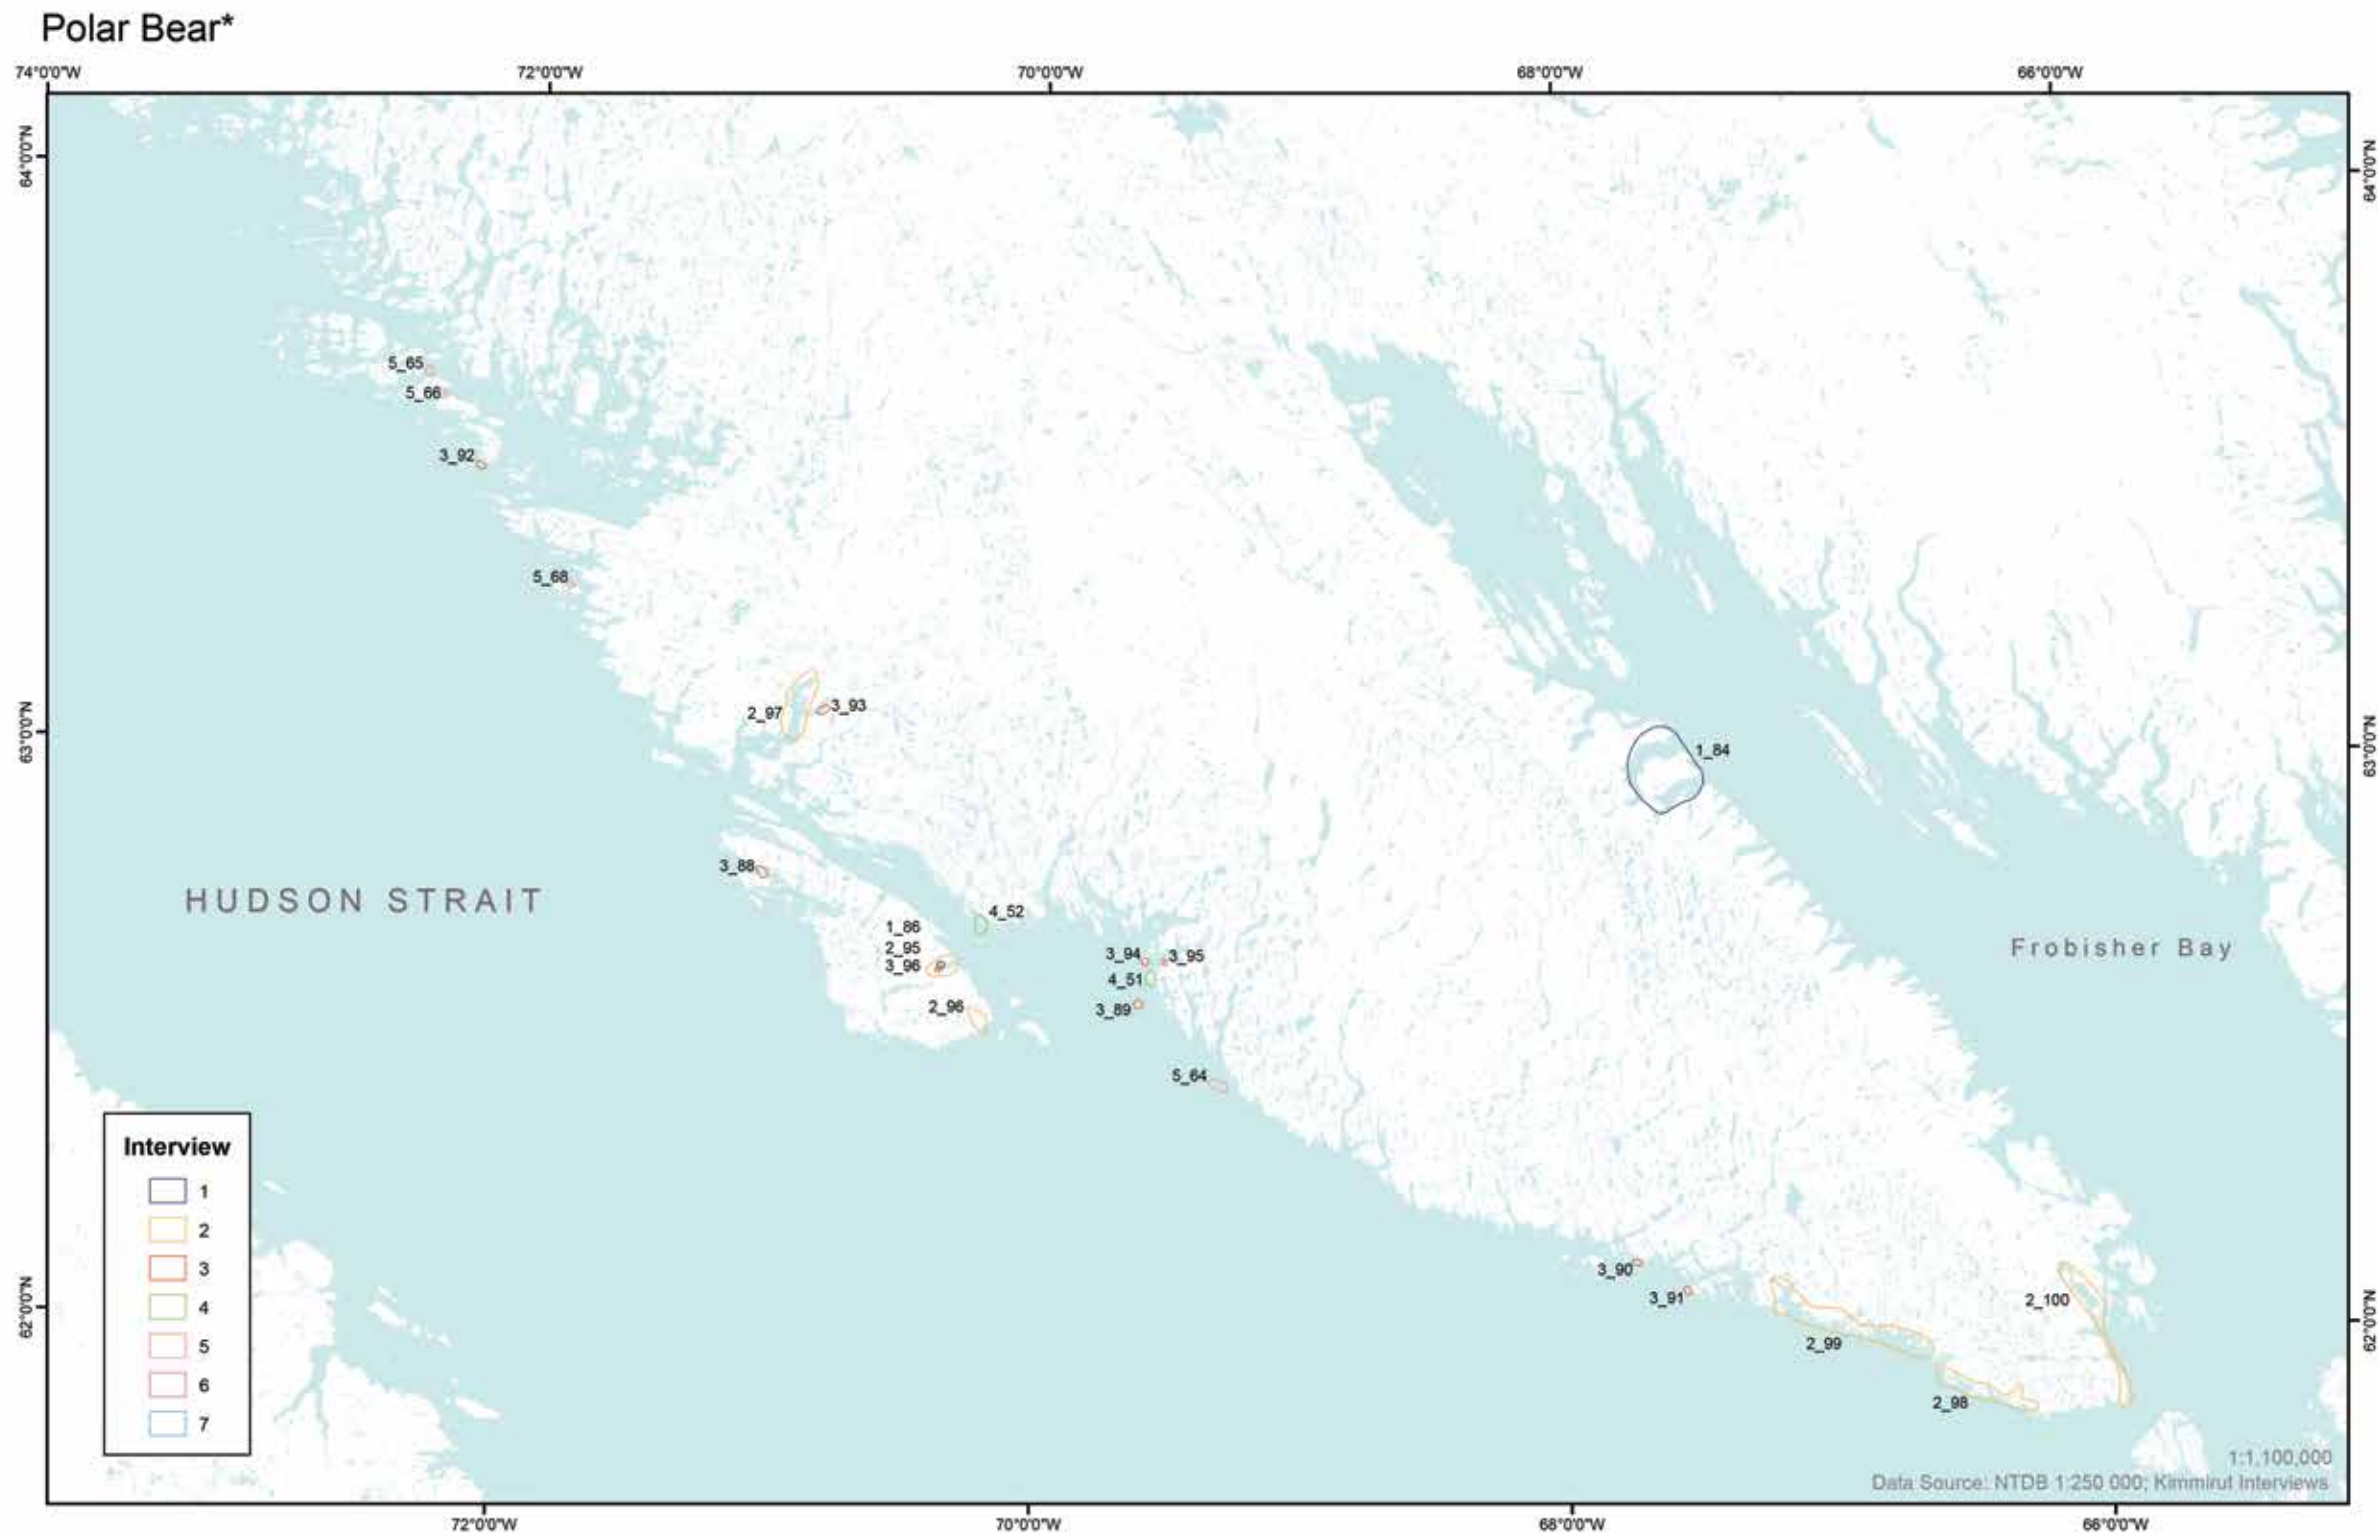 Polar Bear*
74°0'0"W
72°0'0"W
70°0'0"W
68°0'0"W
66°0'0"W
64°0'0"N
64°0'0"N
5_65
5_66
3_92
5_68
2_97
3_93
63°0'0"N
63°0'0"N
1_84
3_88
HUDSON STRAIT
4_52
1_86
2_95
3_96
3_94
3_95
Frobisher Bay
4_51
2_96
3_89
5_64
Interview
1
2
3
4
5
6
7
3_90
3_91
2_100
62°0'0"N
62°0'0"N
2_99
2_98
1:1,100,000
Data Source: NTDB 1:250 000; Kimmirut Interviews
72°0'0"W
70°0'0"W
68°0'0"W
66°0'0"W